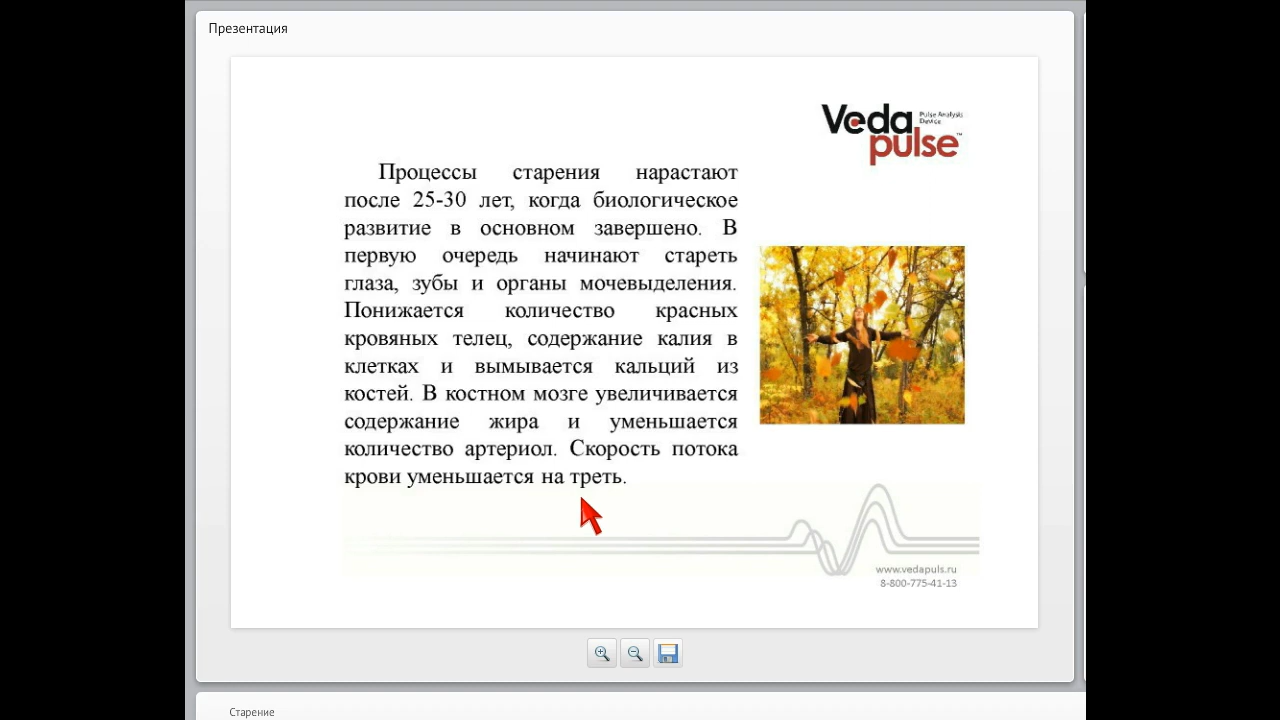 Презентация
Veda
Pulse Analysis
Device
pulse™
Процессы старения нарастают
после 25-30 лет, когда биологическое
развитие в основном завершено. В
первую очередь начинают стареть
глаза, зубы и органы мочевыделения.
Понижается количество красных
кровяных телец, содержание калия в
клетках и вымывается кальций из
костей. В костном мозге увеличивается
содержание жира и уменьшается
количество артериол. Скорость потока
крови уменьшается на треть.
www.vedapuls.ru
8-800-775-41-13
Старение